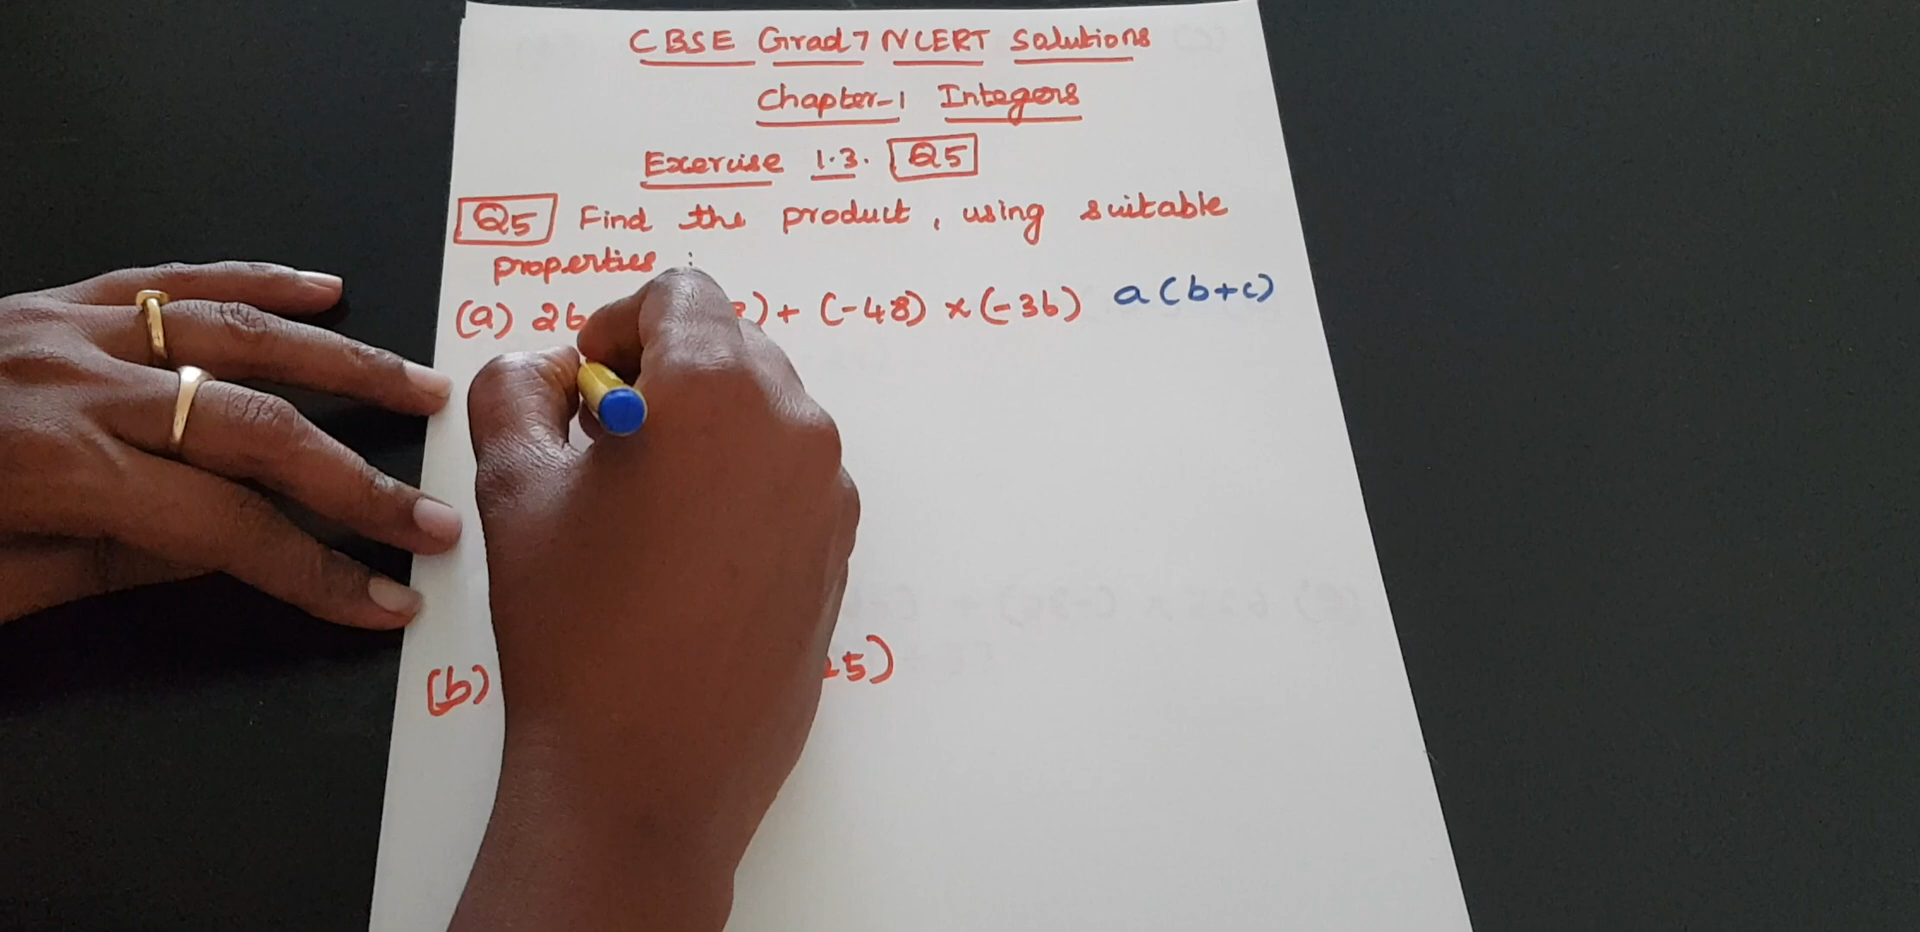 CBSE Grad7 NCERT Solutions
Chapter-1 Integers
Exercise 1.3. Q5
Q5 Find the product, using suitable
properties :
(a) 26 ) + (-48) × (-36) a(b+c)
(b) 25)